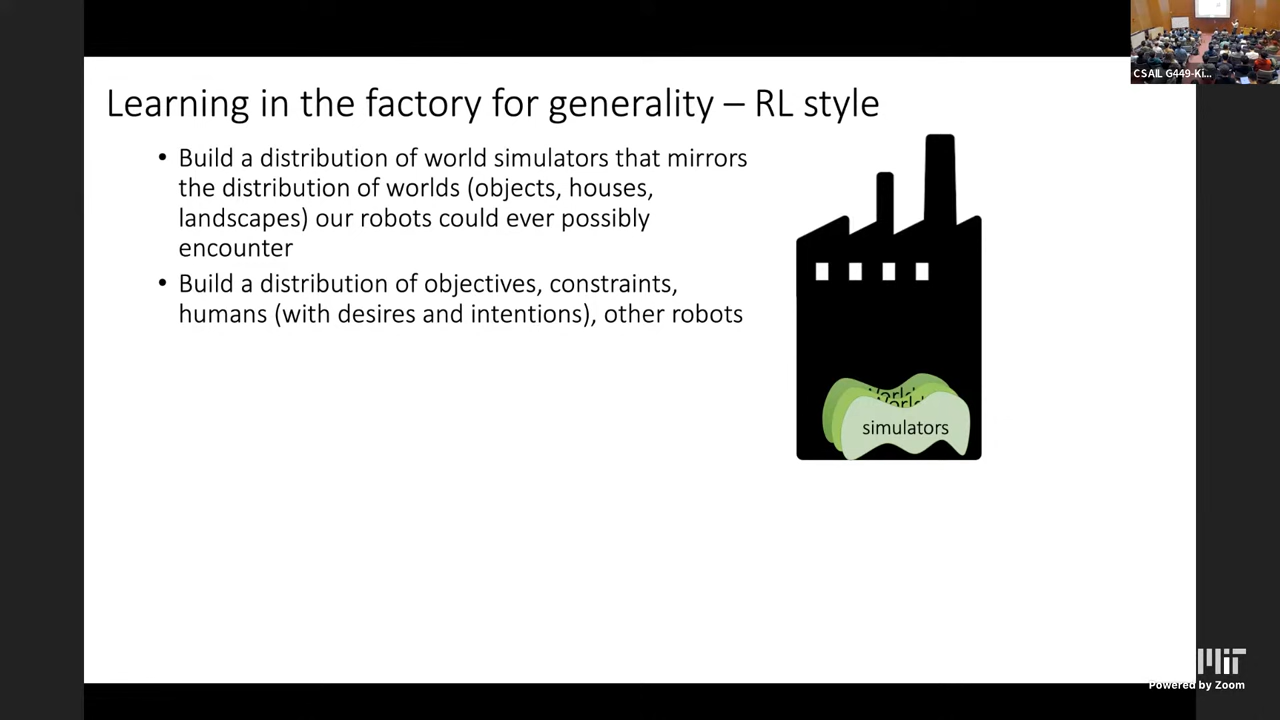 CSAIL G449-Ki...
Learning in the factory for generality – RL style
• Build a distribution of world simulators that mirrors
the distribution of worlds (objects, houses,
landscapes) our robots could ever possibly
encounter
• Build a distribution of objectives, constraints,
humans (with desires and intentions), other robots
simulators
MIT
Powered by Zoom